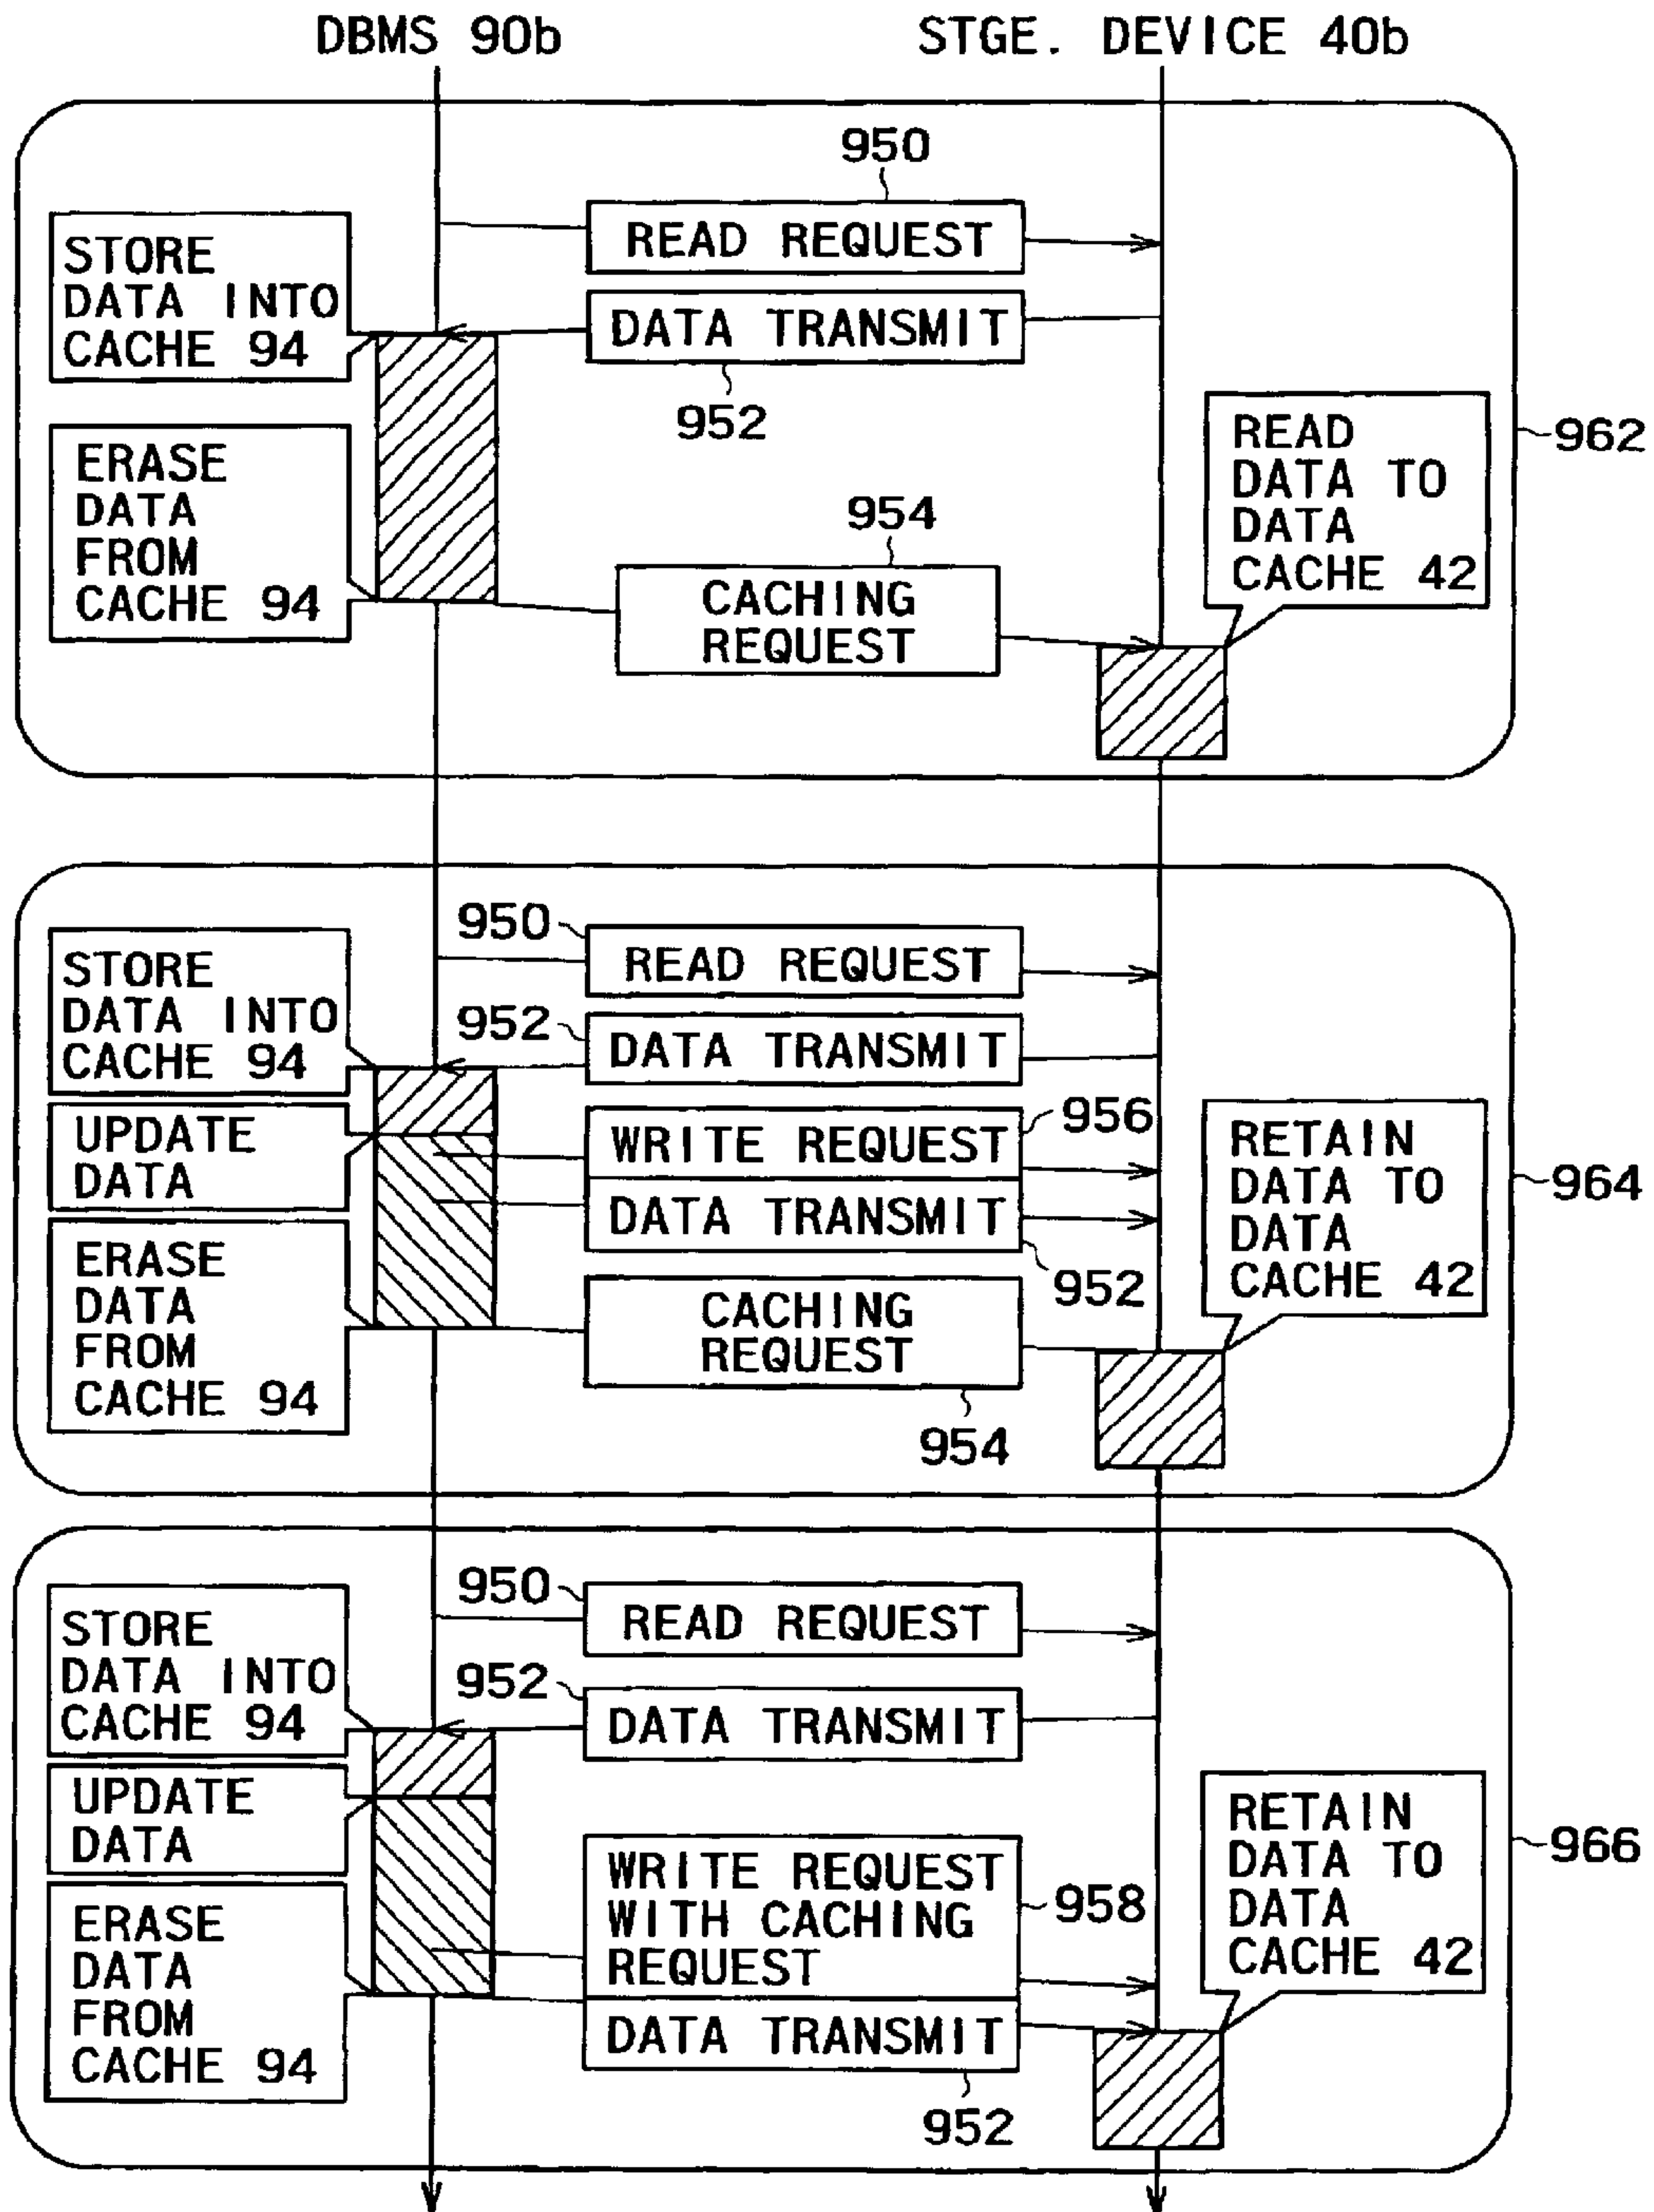 DBMS 90b
STGE. DEVICE 40b
950
READ REQUEST
STORE
DATA INTO
CACHE 94
DATA TRANSMIT
952
READ
DATA TO
DATA
CACHE 42
962
ERASE
DATA
FROM
CACHE 94
954
CACHING
REQUEST
950
READ REQUEST
STORE
DATA INTO
CACHE 94
952
DATA TRANSMIT
UPDATE
DATA
WRITE REQUEST
956
DATA TRANSMIT
952
RETAIN
DATA TO
DATA
CACHE 42
964
ERASE
DATA
FROM
CACHE 94
CACHING
REQUEST
954
950
READ REQUEST
STORE
DATA INTO
CACHE 94
952
DATA TRANSMIT
UPDATE
DATA
WRITE REQUEST
WITH CACHING
REQUEST
958
RETAIN
DATA TO
DATA
CACHE 42
966
ERASE
DATA
FROM
CACHE 94
DATA TRANSMIT
952